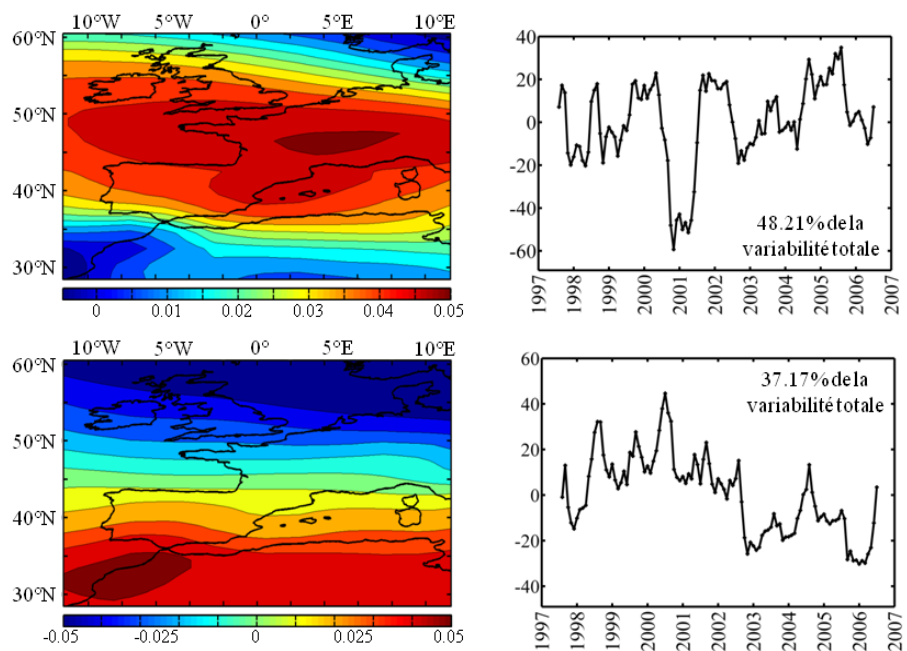 10°W 5°W 0° 5°E 10°E
60°N
50°N
40°N
30°N
0 0.01 0.02 0.03 0.04 0.05
40
20
0
-20
-40
-60
48.21% de la
variabilité totale
1997 1998 1999 2000 2001 2002 2003 2004 2005 2006 2007
10°W 5°W 0° 5°E 10°E
60°N
50°N
40°N
30°N
-0.05 -0.025 0 0.025 0.05
40
20
0
-20
-40
37.17% de la
variabilité totale
1997 1998 1999 2000 2001 2002 2003 2004 2005 2006 2007